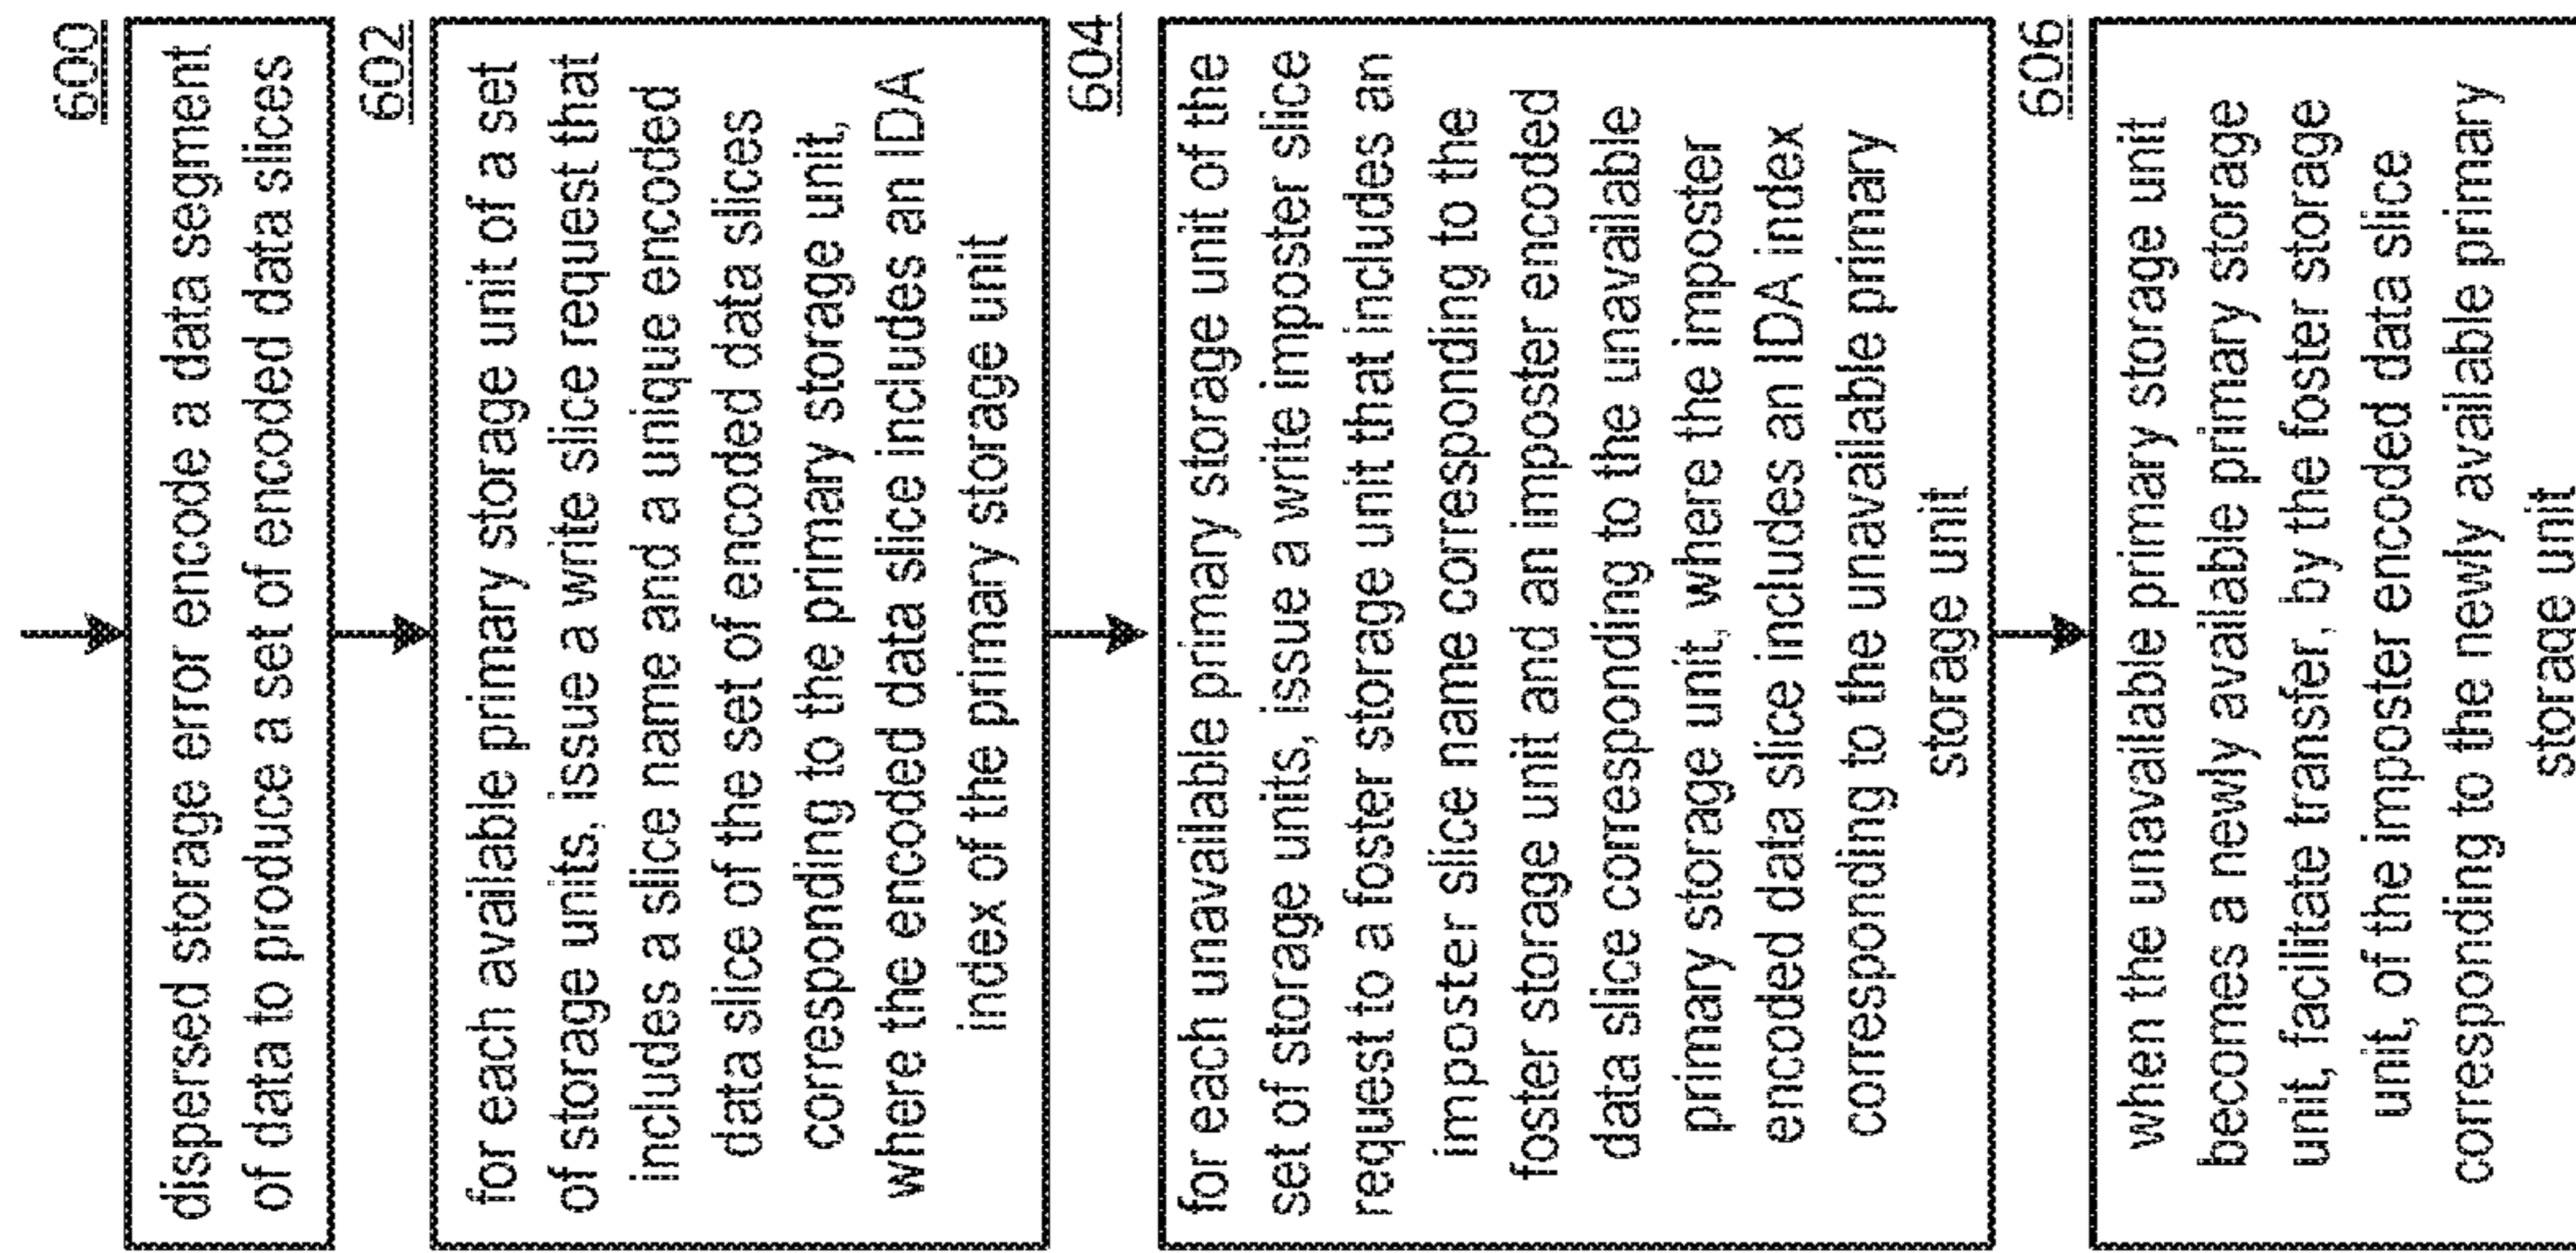 600
dispersed storage error encode a data segment
of data to produce a set of encoded data slices
602
for each available primary storage unit of a set
of storage units, issue a write slice request that
includes a slice name and a unique encoded
data slice of the set of encoded data slices
corresponding to the primary storage unit,
where the encoded data slice includes an IDA
index of the primary storage unit
604
for each unavailable primary storage unit of the
set of storage units, issue a write imposter slice
request to a foster storage unit that includes an
imposter slice name corresponding to the
foster storage unit and an imposter encoded
data slice corresponding to the unavailable
primary storage unit, where the imposter
encoded data slice includes an IDA index
corresponding to the unavailable primary
storage unit
606
when the unavailable primary storage unit
becomes a newly available primary storage
unit, facilitate transfer, by the foster storage
unit, of the imposter encoded data slice
corresponding to the newly available primary
storage unit